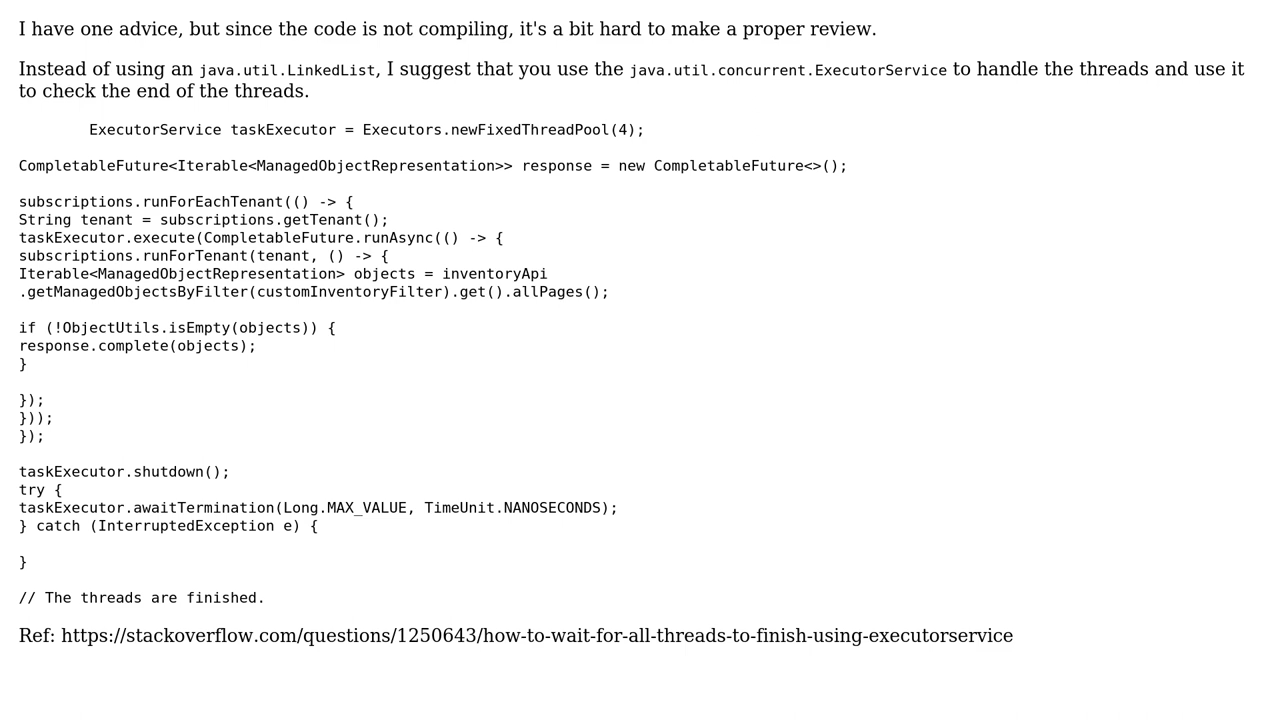 I have one advice, but since the code is not compiling, it's a bit hard to make a proper review.
Instead of using an java.util.LinkedList, I suggest that you use the java.util.concurrent.ExecutorService to handle the threads and use it
to check the end of the threads.
ExecutorService taskExecutor = Executors.newFixedThreadPool(4);
CompletableFuture<Iterable<ManagedObjectRepresentation>> response = new CompletableFuture<>();
subscriptions.runForEachTenant(() -> {
String tenant = subscriptions.getTenant();
taskExecutor.execute(CompletableFuture.runAsync(() -> {
subscriptions.runForTenant(tenant, () -> {
Iterable<ManagedObjectRepresentation> objects = inventoryApi
.getManagedObjectsByFilter(customInventoryFilter).get().allPages();
if (!ObjectUtils.isEmpty(objects)) {
response.complete(objects);
}
});
}));
});
taskExecutor.shutdown();
try {
taskExecutor.awaitTermination(Long.MAX_VALUE, TimeUnit.NANOSECONDS);
} catch (InterruptedException e) {
}
// The threads are finished.
Ref: https://stackoverflow.com/questions/1250643/how-to-wait-for-all-threads-to-finish-using-executorservice